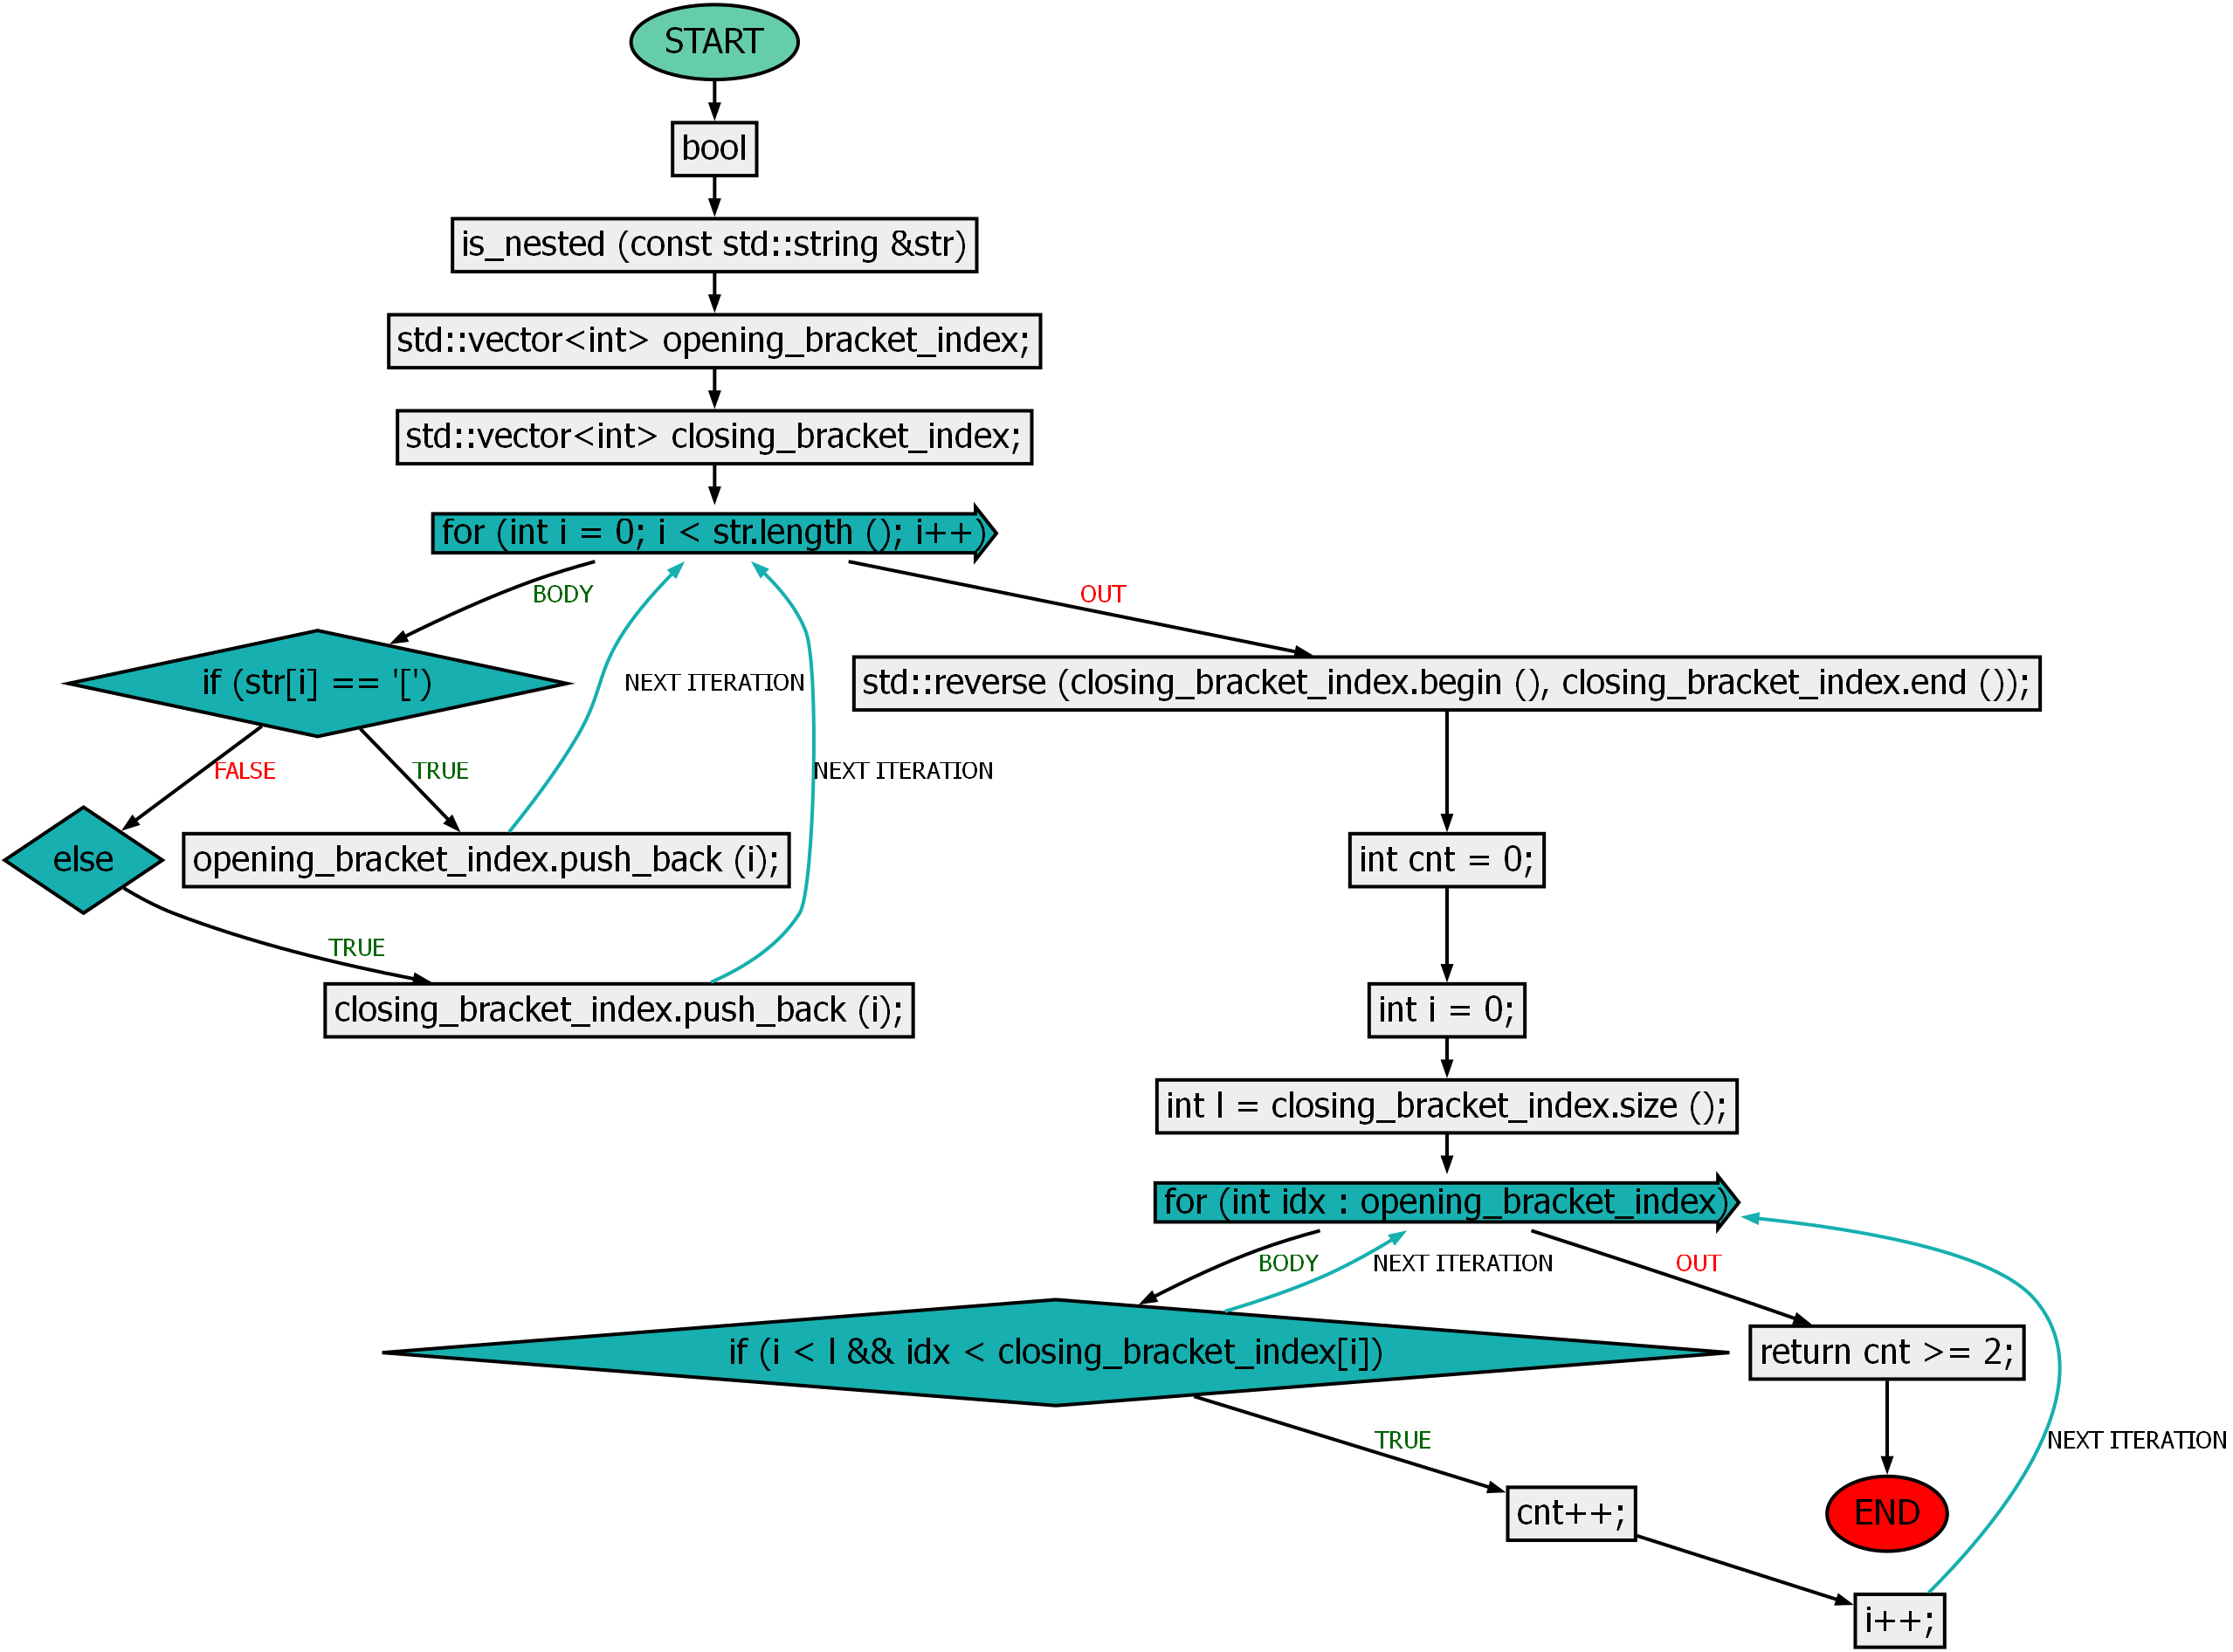 START
bool
is_nested (const std::string &str)
std::vector<int> opening_bracket_index;
std::vector<int> closing_bracket_index;
for (int i = 0; i < str.length (); i++)
BODY
OUT
if (str[i] == '[')
NEXT ITERATION
std::reverse (closing_bracket_index.begin (), closing_bracket_index.end ());
FALSE
TRUE
NEXT ITERATION
else
opening_bracket_index.push_back (i);
int cnt = 0;
TRUE
closing_bracket_index.push_back (i);
int i = 0;
int l = closing_bracket_index.size ();
for (int idx : opening_bracket_index)
BODY
NEXT ITERATION
OUT
if (i < l && idx < closing_bracket_index[i])
return cnt >= 2;
TRUE
NEXT ITERATION
cnt++;
END
i++;